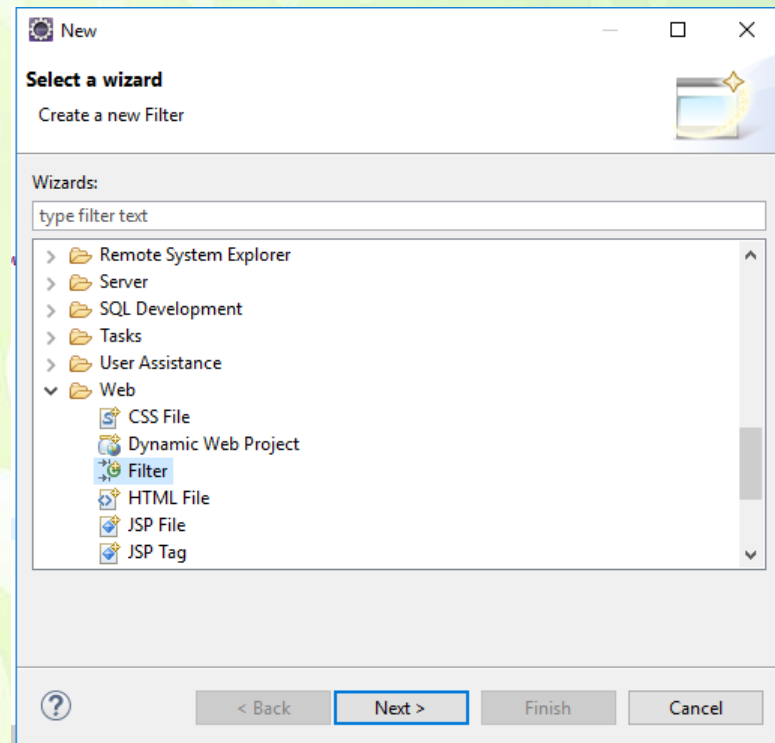 New
Select a wizard
Create a new Filter
Wizards:
type filter text
Remote System Explorer
Server
SQL Development
Tasks
User Assistance
Web
CSS File
Dynamic Web Project
Filter
HTML File
JSP File
JSP Tag
? < Back Next > Finish Cancel